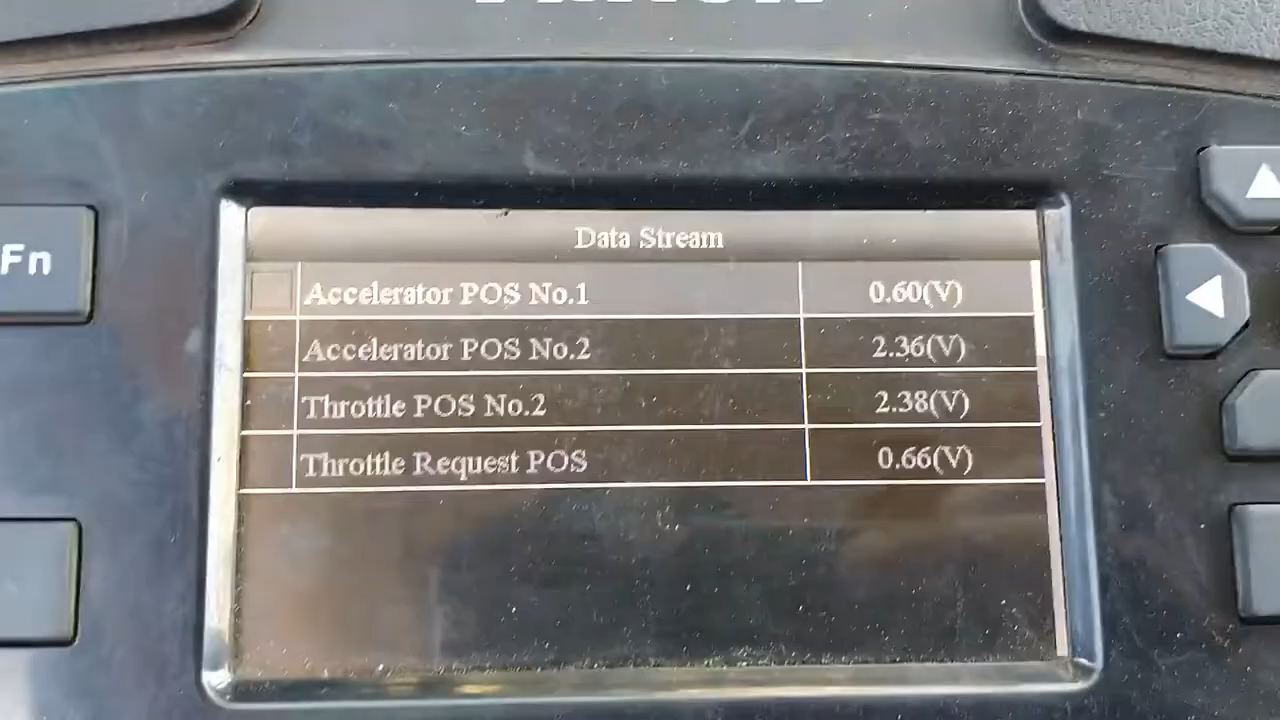 Data Stream
Accelerator POS No.1 0.60(V)
Accelerator POS No.2 2.36(V)
Throttle POS No.2 2.38(V)
Throttle Request POS 0.66(V)
Fn